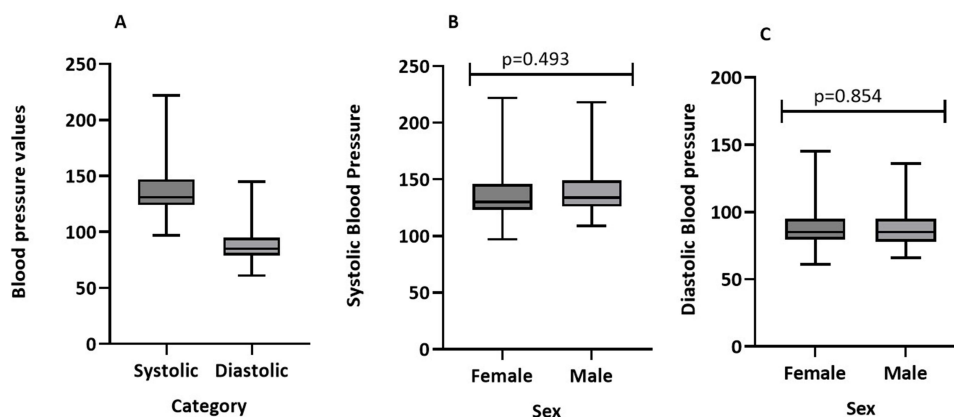 A
Blood pressure values
250
200
150
100
50
0
Systolic Diastolic
Category
B
p=0.493
Systolic Blood Pressure
250
200
150
100
50
0
Female Male
Sex
C
p=0.854
Diastolic Blood pressure
200
150
100
50
0
Female Male
Sex